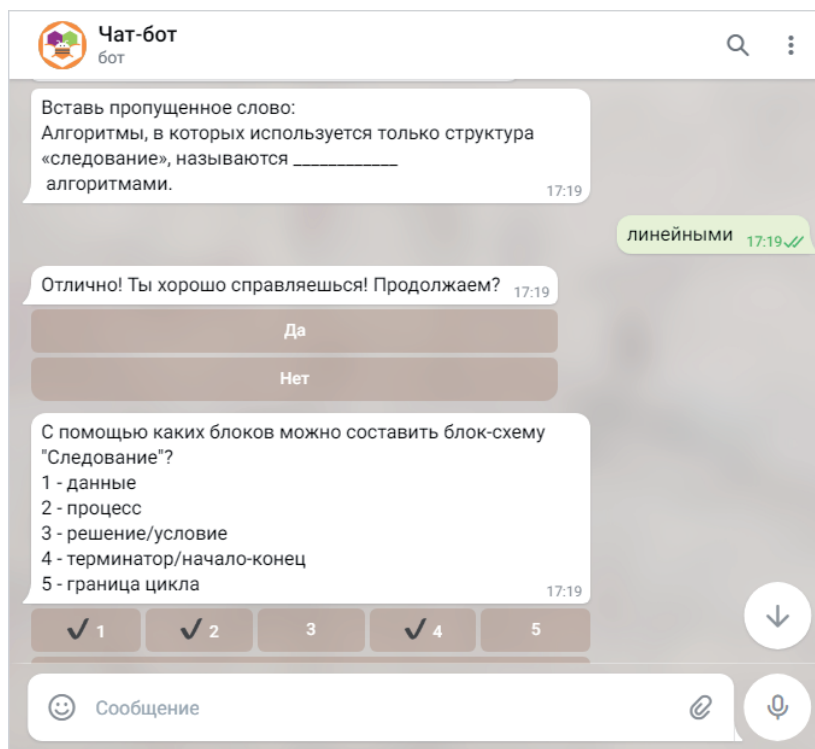 Чат-бот
бот
Вставь пропущенное слово:
Алгоритмы, в которых используется только структура
«следование», называются ____________
алгоритмами.
17:19
линейными 17:19
Отлично! Ты хорошо справляешься! Продолжаем? 17:19
Да
Нет
С помощью каких блоков можно составить блок-схему
"Следование"?
1 - данные
2 - процесс
3 - решение/условие
4 - терминатор/начало-конец
5 - граница цикла
17:19
✔ 1 ✔ 2 3 ✔ 4 5
Сообщение